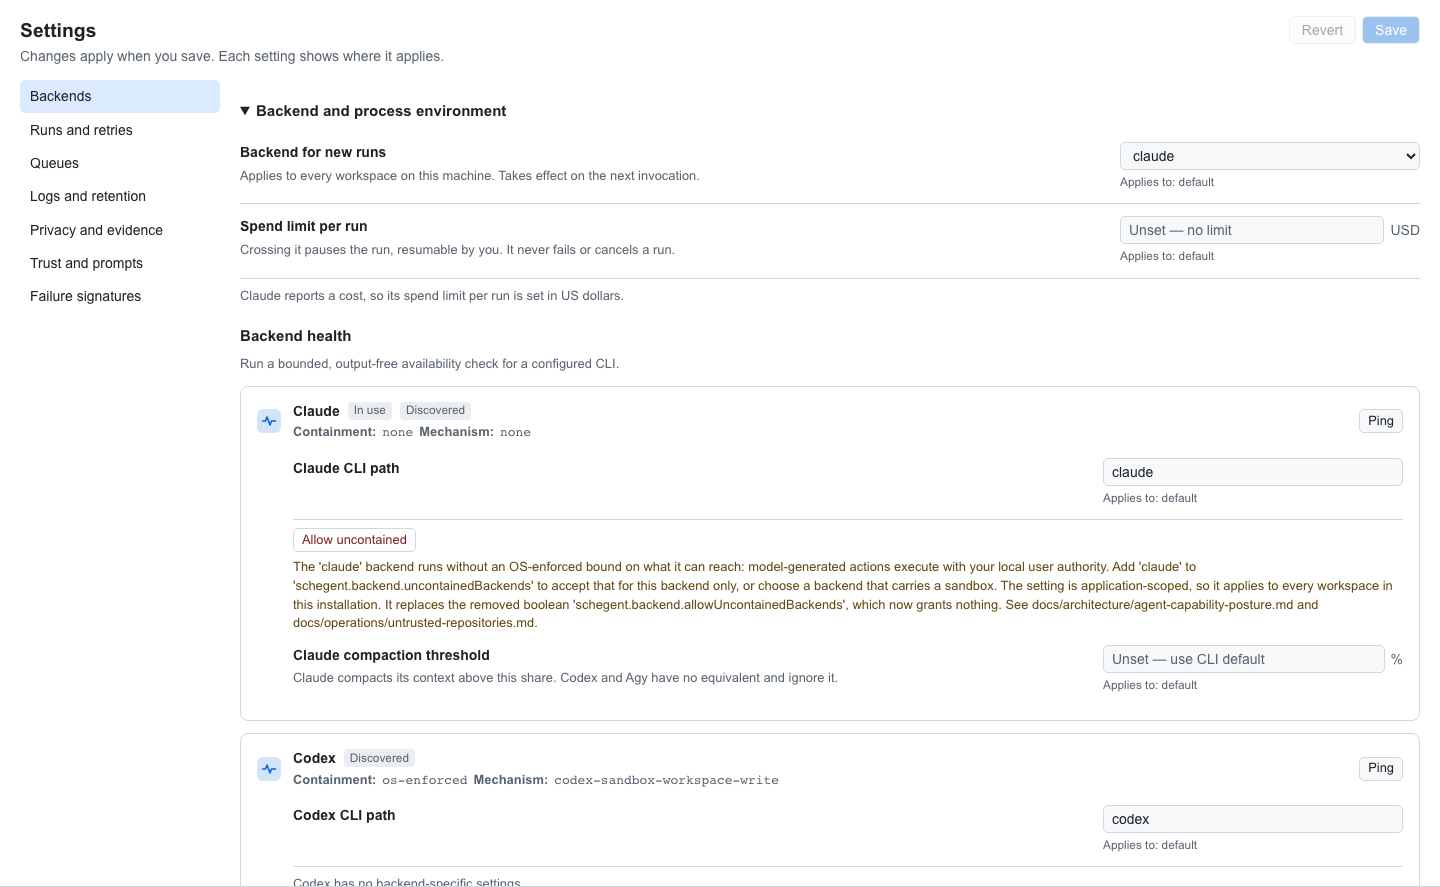 Settings
Changes apply when you save. Each setting shows where it applies.
Revert
Save
Backends
Runs and retries
Queues
Logs and retention
Privacy and evidence
Trust and prompts
Failure signatures
Backend and process environment
Backend for new runs
Applies to every workspace on this machine. Takes effect on the next invocation.
claude
Applies to: default
Spend limit per run
Crossing it pauses the run, resumable by you. It never fails or cancels a run.
Unset — no limit USD
Applies to: default
Claude reports a cost, so its spend limit per run is set in US dollars.
Backend health
Run a bounded, output-free availability check for a configured CLI.
Claude In use Discovered
Containment: none Mechanism: none
Ping
Claude CLI path
claude
Applies to: default
Allow uncontained
The 'claude' backend runs without an OS-enforced bound on what it can reach: model-generated actions execute with your local user authority. Add 'claude' to
'schegent.backend.uncontainedBackends' to accept that for this backend only, or choose a backend that carries a sandbox. The setting is application-scoped, so it applies to every workspace in
this installation. It replaces the removed boolean 'schegent.backend.allowUncontainedBackends', which now grants nothing. See docs/architecture/agent-capability-posture.md and
docs/operations/untrusted-repositories.md.
Claude compaction threshold
Claude compacts its context above this share. Codex and Agy have no equivalent and ignore it.
Unset — use CLI default %
Applies to: default
Codex Discovered
Containment: os-enforced Mechanism: codex-sandbox-workspace-write
Ping
Codex CLI path
codex
Applies to: default
Codex has no backend-specific settings.